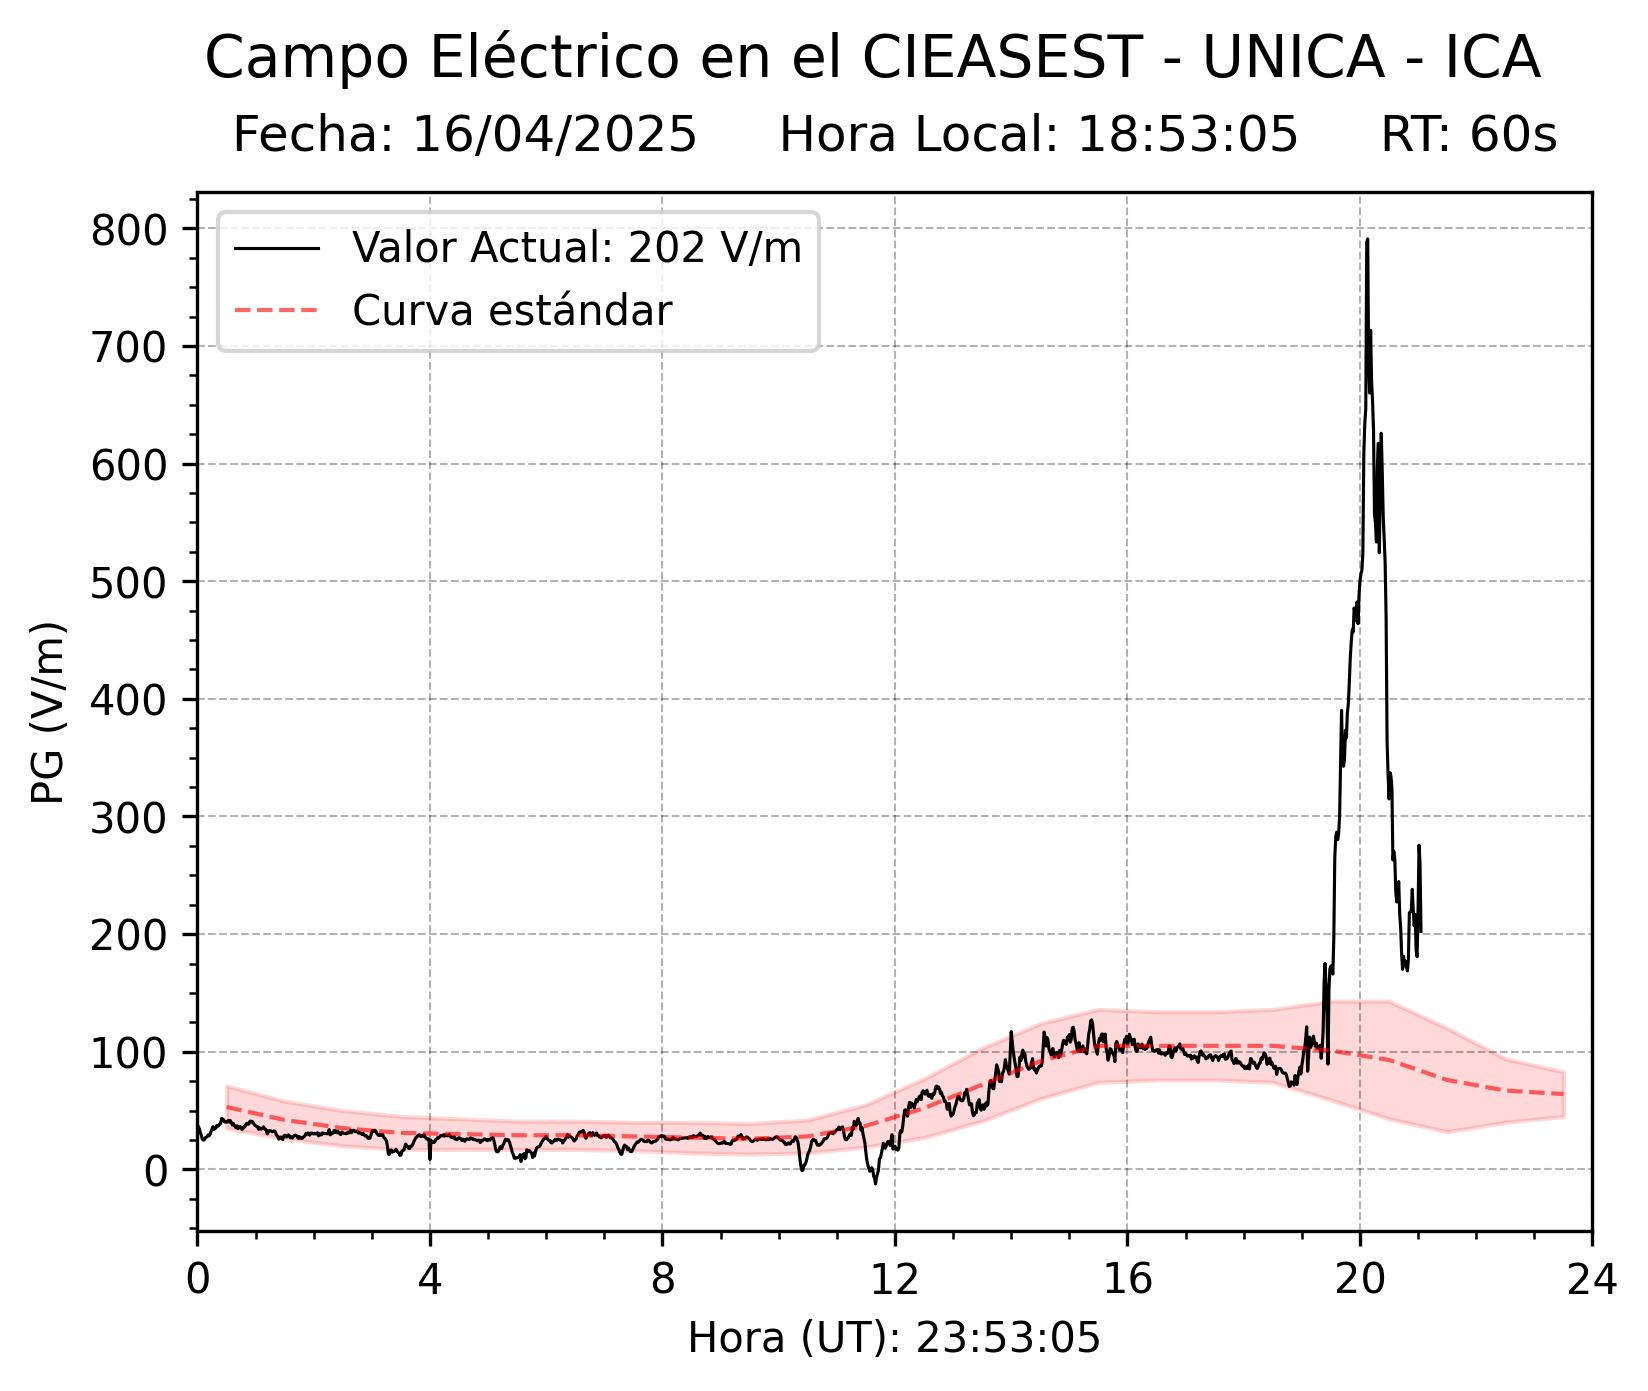 Campo Eléctrico en el CIEASEST - UNICA - ICA
Fecha: 16/04/2025 Hora Local: 18:53:05 RT: 60s
Valor Actual: 202 V/m
Curva estándar
PG (V/m)
800
700
600
500
400
300
200
100
0
0 4 8 12 16 20 24
Hora (UT): 23:53:05